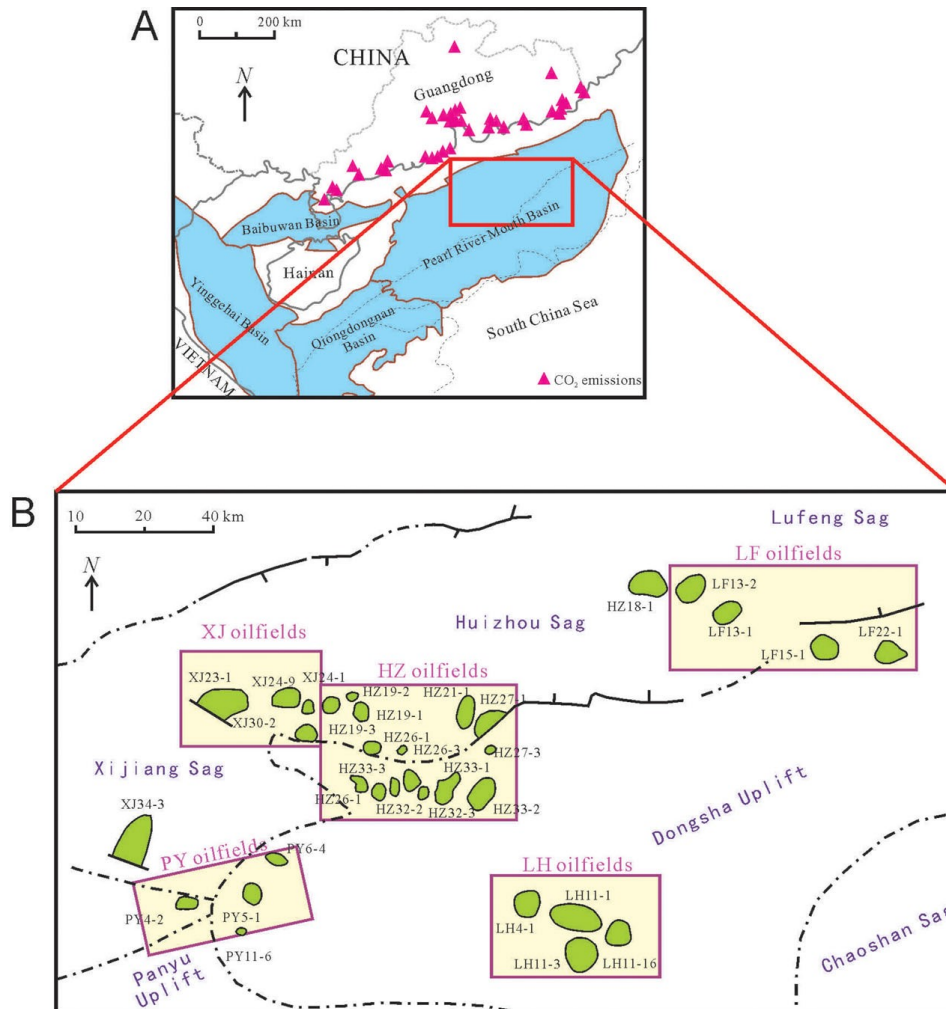 A
0 200 km
CHINA
N
Guangdong
Baibuwan Basin
Pearl River Mouth Basin
Hainan
Yinggehai Basin
Qiongdongnan
Basin
South China Sea
VIETNAM
CO₂ emissions
B
10 20 40 km
N
Lufeng Sag
LF oilfields
LF13-2
HZ18-1
LF13-1
LF22-1
LF15-1
Huizhou Sag
XJ oilfields
HZ oilfields
XJ23-1
XJ24-9
XJ24-1
HZ19-2
HZ21-1
HZ27-1
HZ19-1
XJ30-2
HZ19-3
HZ26-1
HZ26-3
HZ27-3
Xijiang Sag
HZ33-3
HZ33-1
HZ26-1
HZ32-2
HZ32-3
HZ33-2
XJ34-3
Dongsha Uplift
PY oilfields
PY6-4
LH oilfields
PY4-2
PY5-1
LH11-1
LH4-1
PY11-6
LH11-3
LH11-16
Panyu
Uplift
Chaoshan Sag